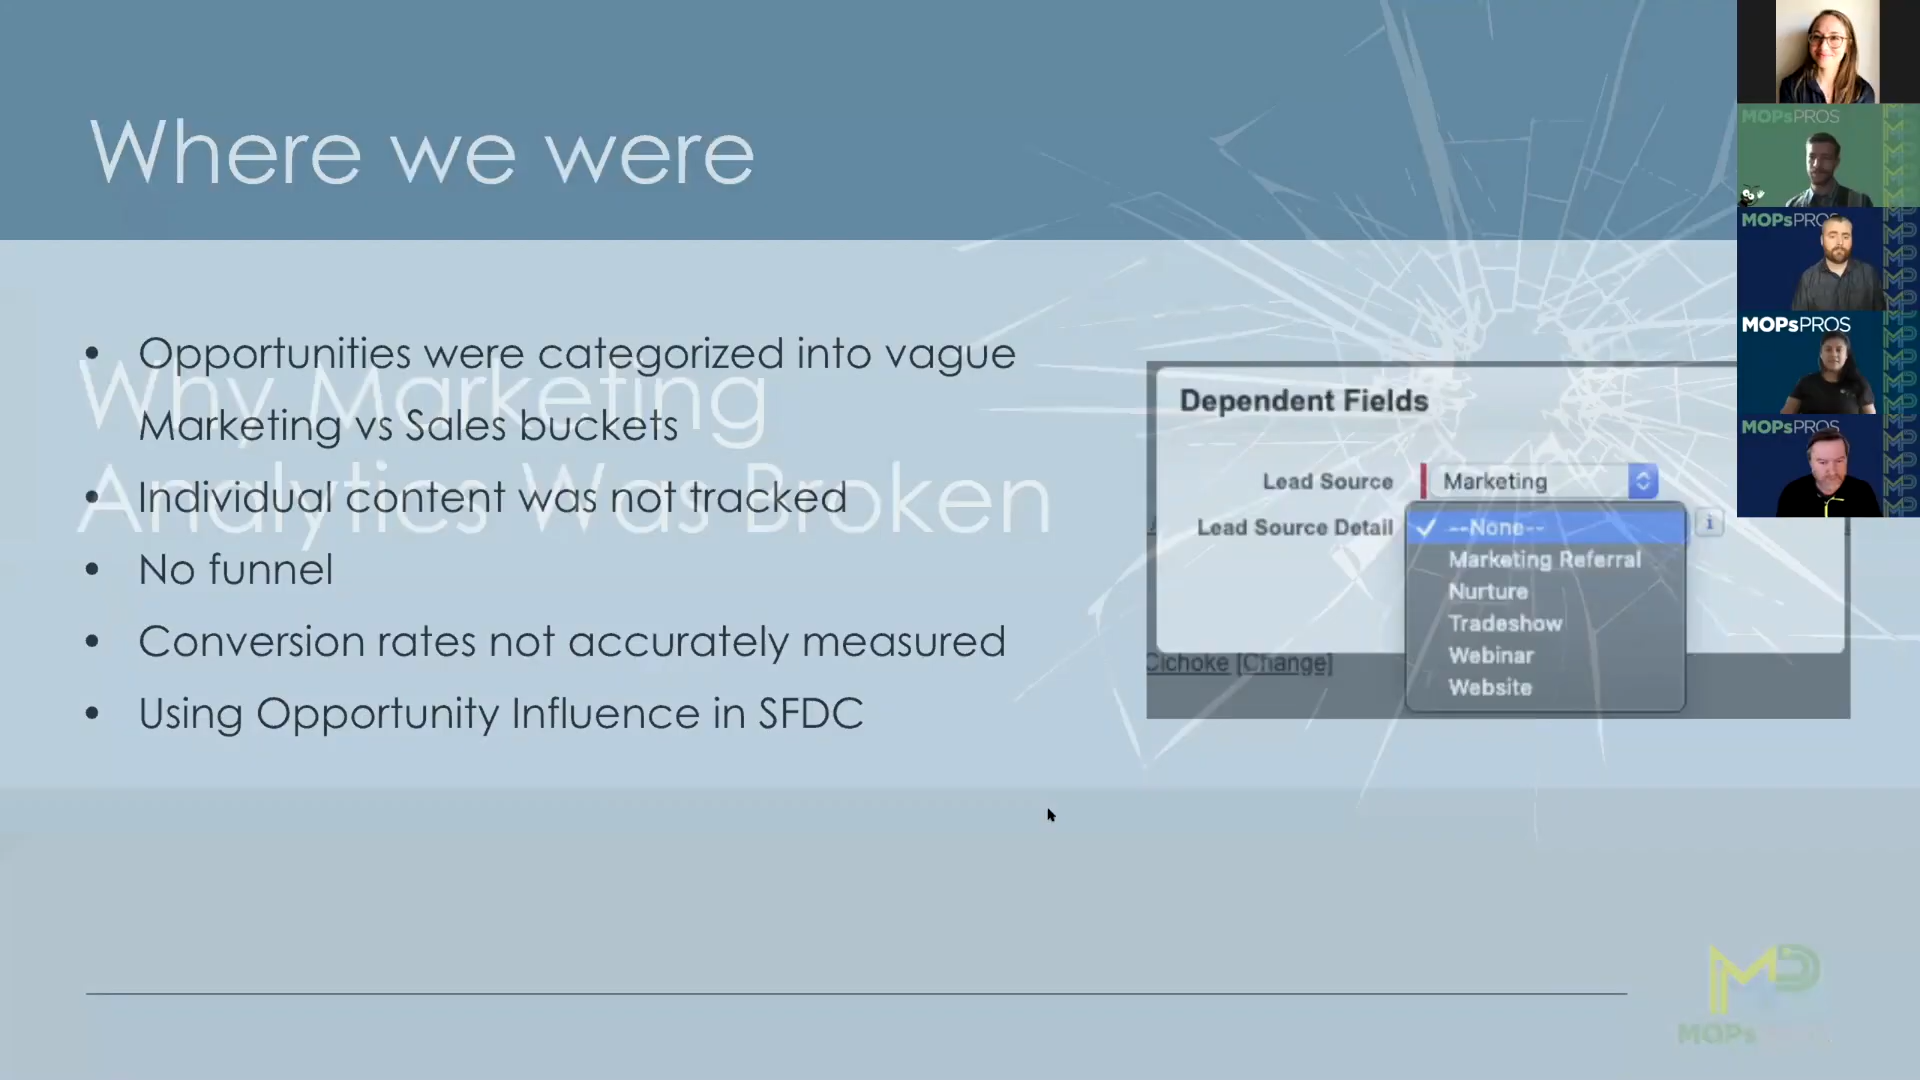 Where we were
• Opportunities were categorized into vague
Marketing vs Sales buckets
• Individual content was not tracked
• No funnel
• Conversion rates not accurately measured
• Using Opportunity Influence in SFDC
Why Marketing
Analytics Was Broken
Dependent Fields
Lead Source Marketing
Lead Source Detail --None--
Marketing Referral
Nurture
Tradeshow
Webinar
Website
Cichoke [Change]
MOPsPROS
MOPsPROS
MOPsPROS
MOPsPROS
MOPsPROS